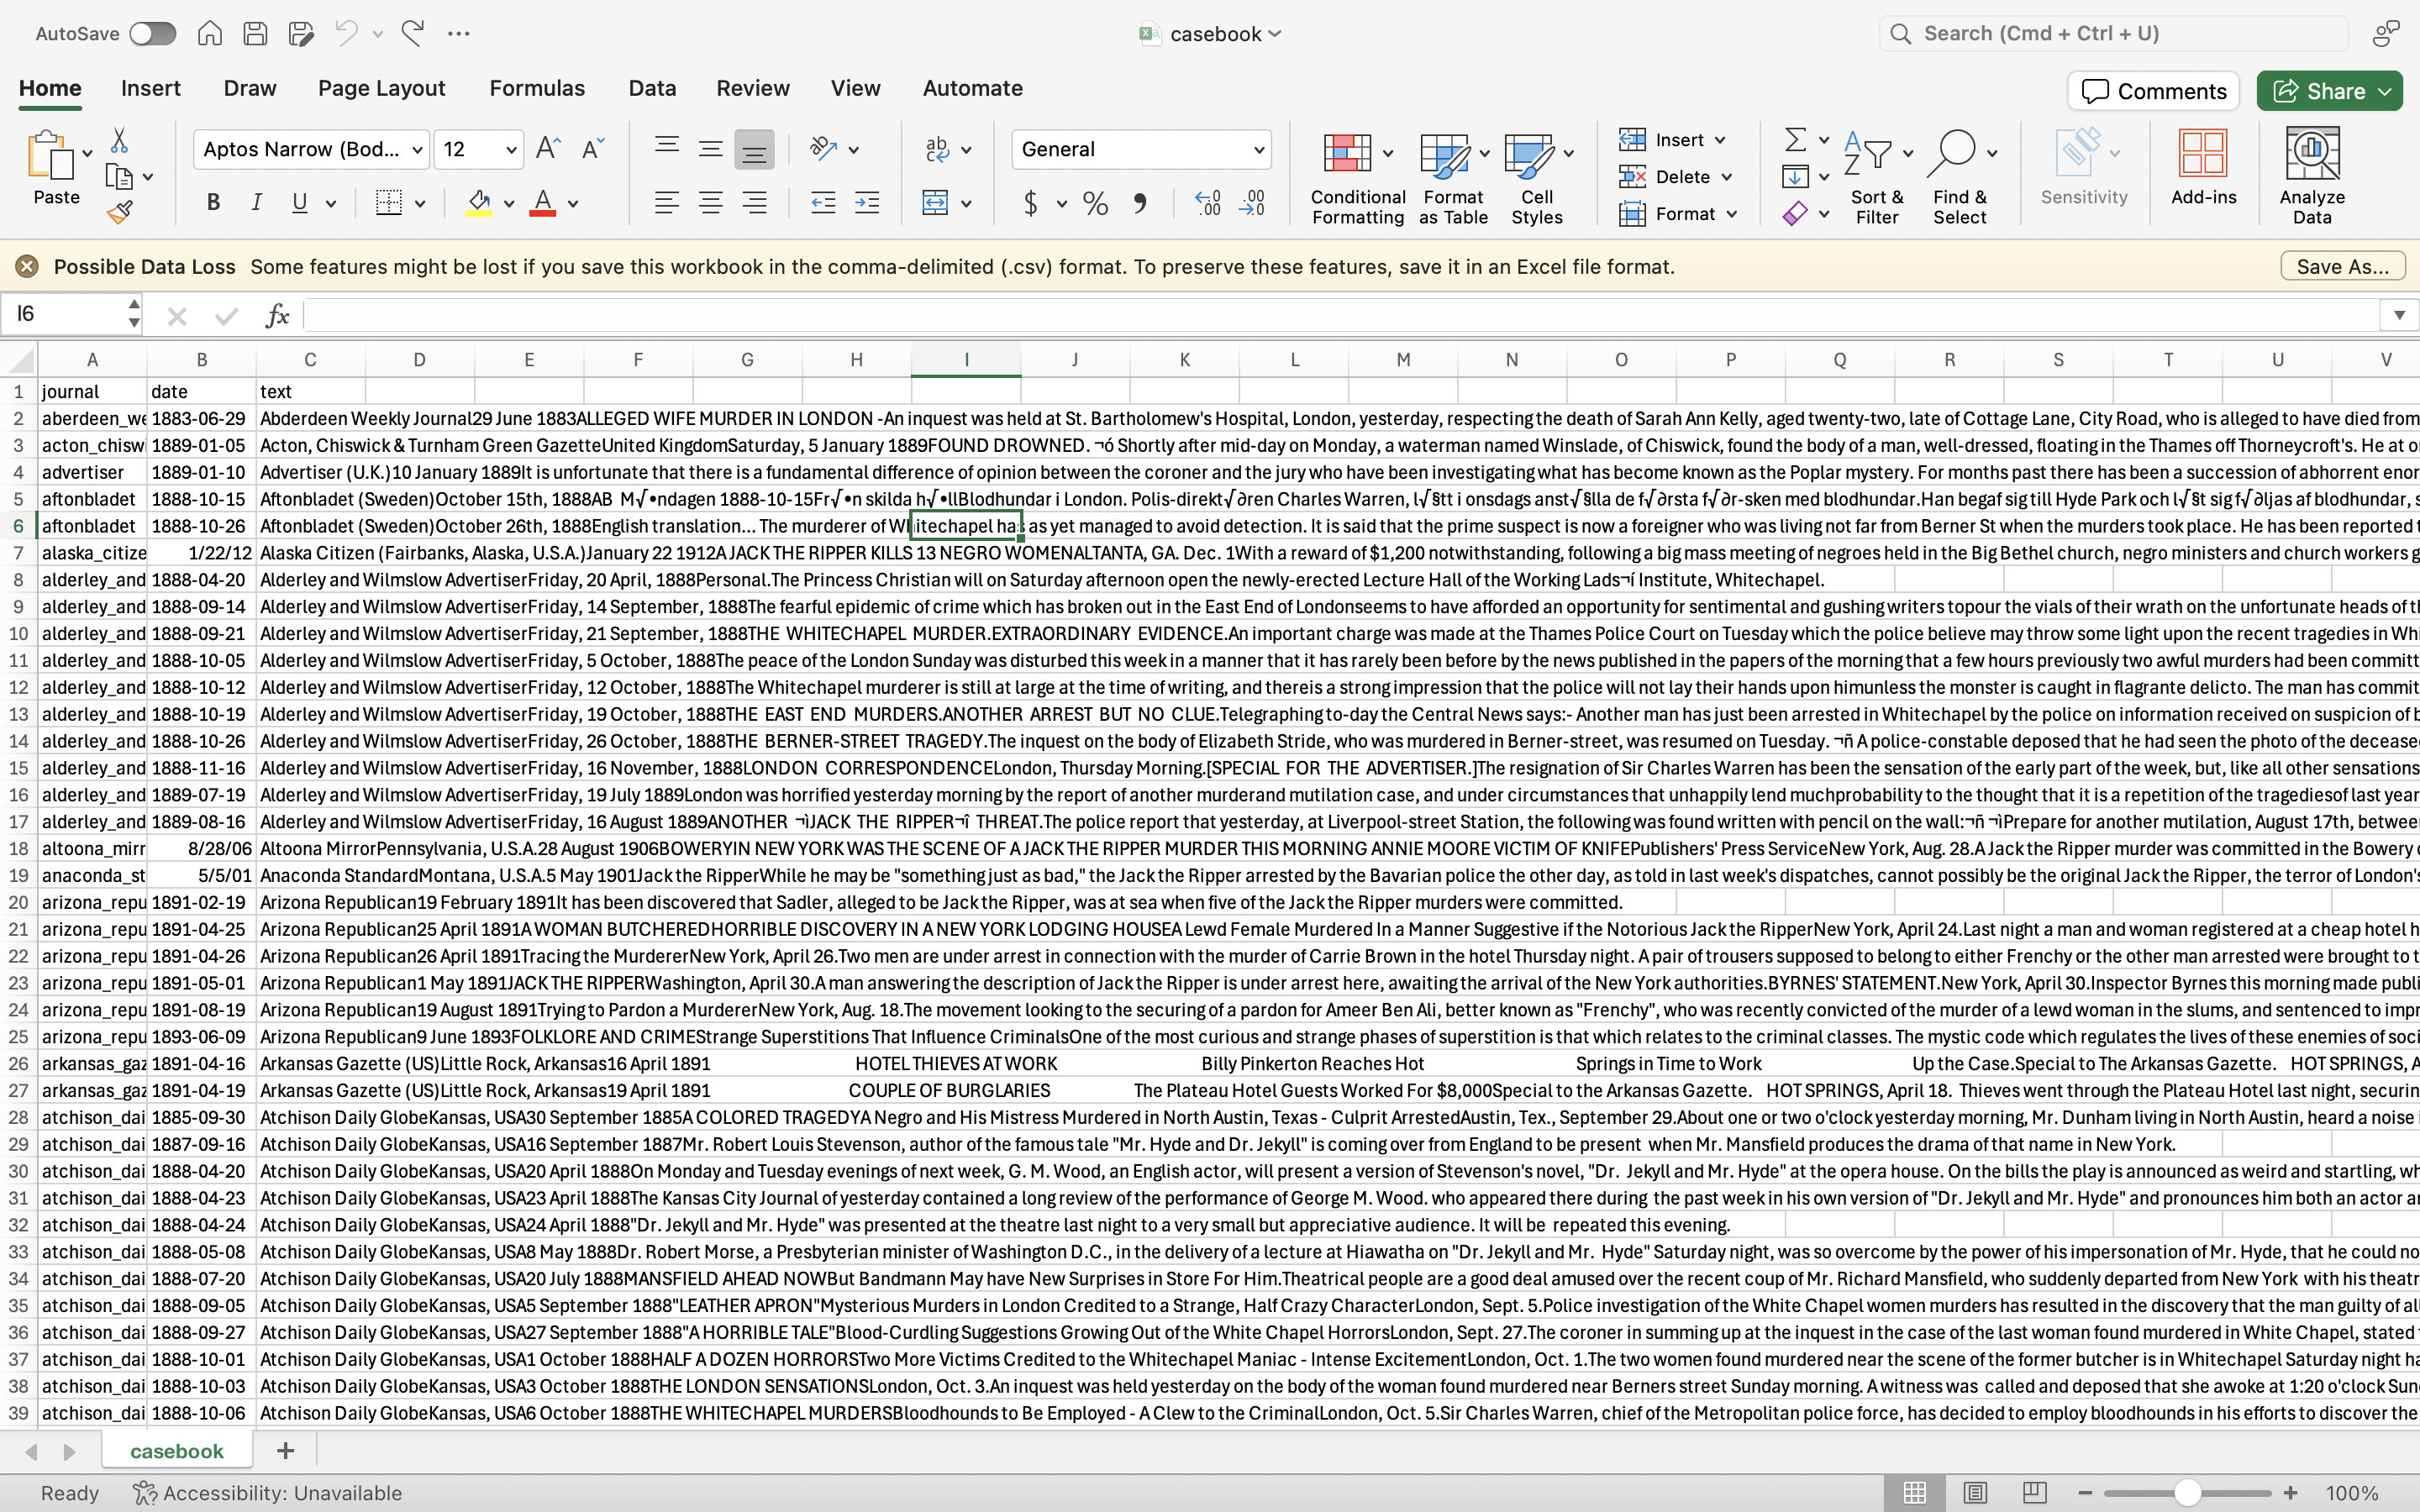 AutoSave
casebook
Search (Cmd + Ctrl + U)
Home Insert Draw Page Layout Formulas Data Review View Automate
Comments Share
Paste
Aptos Narrow (Bod... 12 A A
B I U A
ab
General
$ % 9 .00 .00
Conditional Formatting
Format as Table
Cell Styles
Insert
Delete
Format
Sort & Filter
Find & Select
Sensitivity
Add-ins
Analyze Data
Possible Data Loss Some features might be lost if you save this workbook in the comma-delimited (.csv) format. To preserve these features, save it in an Excel file format. Save As...
I6 fx
A B C D E F G H I J K L M N O P Q R S T U V
1 journal date text
2 aberdeen_we 1883-06-29 Abderdeen Weekly Journal29 June 1883ALLEGED WIFE MURDER IN LONDON -An inquest was held at St. Bartholomew's Hospital, London, yesterday, respecting the death of Sarah Ann Kelly, aged twenty-two, late of Cottage Lane, City Road, who is alleged to have died from
3 acton_chisw 1889-01-05 Acton, Chiswick & Turnham Green GazetteUnited KingdomSaturday, 5 January 1889FOUND DROWNED. ¬ó Shortly after mid-day on Monday, a waterman named Winslade, of Chiswick, found the body of a man, well-dressed, floating in the Thames off Thorneycroft's. He at o
4 advertiser 1889-01-10 Advertiser (U.K.)10 January 1889It is unfortunate that there is a fundamental difference of opinion between the coroner and the jury who have been investigating what has become known as the Poplar mystery. For months past there has been a succession of abhorrent enor
5 aftonbladet 1888-10-15 Aftonbladet (Sweden)October 15th, 1888AB M√•ndagen 1888-10-15Fr√•n skilda h√•llBlodhundar i London. Polis-direkt√∂ren Charles Warren, l√§tt i onsdags anst√§lla de f√∂rsta f√∂r-sken med blodhundar.Han begaf sig till Hyde Park och l√§t sig f√∂ljas af blodhundar, s
6 aftonbladet 1888-10-26 Aftonbladet (Sweden)October 26th, 1888English translation... The murderer of Whitechapel has as yet managed to avoid detection. It is said that the prime suspect is now a foreigner who was living not far from Berner St when the murders took place. He has been reported t
7 alaska_citize 1/22/12 Alaska Citizen (Fairbanks, Alaska, U.S.A.)January 22 1912A JACK THE RIPPER KILLS 13 NEGRO WOMENALTANTA, GA. Dec. 1With a reward of $1,200 notwithstanding, following a big mass meeting of negroes held in the Big Bethel church, negro ministers and church workers g
8 alderley_and 1888-04-20 Alderley and Wilmslow AdvertiserFriday, 20 April, 1888Personal.The Princess Christian will on Saturday afternoon open the newly-erected Lecture Hall of the Working Lads¬í Institute, Whitechapel.
9 alderley_and 1888-09-14 Alderley and Wilmslow AdvertiserFriday, 14 September, 1888The fearful epidemic of crime which has broken out in the East End of Londonseems to have afforded an opportunity for sentimental and gushing writers topour the vials of their wrath on the unfortunate heads of tl
10 alderley_and 1888-09-21 Alderley and Wilmslow AdvertiserFriday, 21 September, 1888THE WHITECHAPEL MURDER.EXTRAORDINARY EVIDENCE.An important charge was made at the Thames Police Court on Tuesday which the police believe may throw some light upon the recent tragedies in Whi
11 alderley_and 1888-10-05 Alderley and Wilmslow AdvertiserFriday, 5 October, 1888The peace of the London Sunday was disturbed this week in a manner that it has rarely been before by the news published in the papers of the morning that a few hours previously two awful murders had been committ
12 alderley_and 1888-10-12 Alderley and Wilmslow AdvertiserFriday, 12 October, 1888The Whitechapel murderer is still at large at the time of writing, and thereis a strong impression that the police will not lay their hands upon himunless the monster is caught in flagrante delicto. The man has commit
13 alderley_and 1888-10-19 Alderley and Wilmslow AdvertiserFriday, 19 October, 1888THE EAST END MURDERS.ANOTHER ARREST BUT NO CLUE.Telegraphing to-day the Central News says:- Another man has just been arrested in Whitechapel by the police on information received on suspicion of b
14 alderley_and 1888-10-26 Alderley and Wilmslow AdvertiserFriday, 26 October, 1888THE BERNER-STREET TRAGEDY.The inquest on the body of Elizabeth Stride, who was murdered in Berner-street, was resumed on Tuesday. ¬ñ A police-constable deposed that he had seen the photo of the decease
15 alderley_and 1888-11-16 Alderley and Wilmslow AdvertiserFriday, 16 November, 1888LONDON CORRESPONDENCELondon, Thursday Morning.[SPECIAL FOR THE ADVERTISER.]The resignation of Sir Charles Warren has been the sensation of the early part of the week, but, like all other sensations
16 alderley_and 1889-07-19 Alderley and Wilmslow AdvertiserFriday, 19 July 1889London was horrified yesterday morning by the report of another murderand mutilation case, and under circumstances that unhappily lend muchprobability to the thought that it is a repetition of the tragediesof last year
17 alderley_and 1889-08-16 Alderley and Wilmslow AdvertiserFriday, 16 August 1889ANOTHER ¬ìJACK THE RIPPER¬î THREAT.The police report that yesterday, at Liverpool-street Station, the following was found written with pencil on the wall:¬ñ ¬ìPrepare for another mutilation, August 17th, betwee
18 altoona_mirr 8/28/06 Altoona MirrorPennsylvania, U.S.A.28 August 1906BOWERYIN NEW YORK WAS THE SCENE OF A JACK THE RIPPER MURDER THIS MORNING ANNIE MOORE VICTIM OF KNIFEPublishers' Press ServiceNew York, Aug. 28.A Jack the Ripper murder was committed in the Bowery
19 anaconda_st 5/5/01 Anaconda StandardMontana, U.S.A.5 May 1901Jack the RipperWhile he may be "something just as bad," the Jack the Ripper arrested by the Bavarian police the other day, as told in last week's dispatches, cannot possibly be the original Jack the Ripper, the terror of London's
20 arizona_repu 1891-02-19 Arizona Republican19 February 1891It has been discovered that Sadler, alleged to be Jack the Ripper, was at sea when five of the Jack the Ripper murders were committed.
21 arizona_repu 1891-04-25 Arizona Republican25 April 1891A WOMAN BUTCHEREDHORRIBLE DISCOVERY IN A NEW YORK LODGING HOUSEA Lewd Female Murdered In a Manner Suggestive if the Notorious Jack the RipperNew York, April 24.Last night a man and woman registered at a cheap hotel h
22 arizona_repu 1891-04-26 Arizona Republican26 April 1891Tracing the MurdererNew York, April 26.Two men are under arrest in connection with the murder of Carrie Brown in the hotel Thursday night. A pair of trousers supposed to belong to either Frenchy or the other man arrested were brought to t
23 arizona_repu 1891-05-01 Arizona Republican1 May 1891JACK THE RIPPERWashington, April 30.A man answering the description of Jack the Ripper is under arrest here, awaiting the arrival of the New York authorities.BYRNES' STATEMENT.New York, April 30.Inspector Byrnes this morning made publi
24 arizona_repu 1891-08-19 Arizona Republican19 August 1891Trying to Pardon a MurdererNew York, Aug. 18.The movement looking to the securing of a pardon for Ameer Ben Ali, better known as "Frenchy", who was recently convicted of the murder of a lewd woman in the slums, and sentenced to impr
25 arizona_repu 1893-06-09 Arizona Republican9 June 1893FOLKLORE AND CRIMEStrange Superstitions That Influence CriminalsOne of the most curious and strange phases of superstition is that which relates to the criminal classes. The mystic code which regulates the lives of these enemies of soci
26 arkansas_gaz 1891-04-16 Arkansas Gazette (US)Little Rock, Arkansas16 April 1891 HOTEL THIEVES AT WORK Billy Pinkerton Reaches Hot Springs in Time to Work Up the Case.Special to The Arkansas Gazette. HOT SPRINGS, A
27 arkansas_gaz 1891-04-19 Arkansas Gazette (US)Little Rock, Arkansas19 April 1891 COUPLE OF BURGLARIES The Plateau Hotel Guests Worked For $8,000Special to the Arkansas Gazette. HOT SPRINGS, April 18. Thieves went through the Plateau Hotel last night, securin
28 atchison_dai 1885-09-30 Atchison Daily GlobeKansas, USA30 September 1885A COLORED TRAGEDYA Negro and His Mistress Murdered in North Austin, Texas - Culprit ArrestedAustin, Tex., September 29.About one or two o'clock yesterday morning, Mr. Dunham living in North Austin, heard a noise i
29 atchison_dai 1887-09-16 Atchison Daily GlobeKansas, USA16 September 1887Mr. Robert Louis Stevenson, author of the famous tale "Mr. Hyde and Dr. Jekyll" is coming over from England to be present when Mr. Mansfield produces the drama of that name in New York.
30 atchison_dai 1888-04-20 Atchison Daily GlobeKansas, USA20 April 1888On Monday and Tuesday evenings of next week, G. M. Wood, an English actor, will present a version of Stevenson's novel, "Dr. Jekyll and Mr. Hyde" at the opera house. On the bills the play is announced as weird and startling, wh
31 atchison_dai 1888-04-23 Atchison Daily GlobeKansas, USA23 April 1888The Kansas City Journal of yesterday contained a long review of the performance of George M. Wood. who appeared there during the past week in his own version of "Dr. Jekyll and Mr. Hyde" and pronounces him both an actor a
32 atchison_dai 1888-04-24 Atchison Daily GlobeKansas, USA24 April 1888"Dr. Jekyll and Mr. Hyde" was presented at the theatre last night to a very small but appreciative audience. It will be repeated this evening.
33 atchison_dai 1888-05-08 Atchison Daily GlobeKansas, USA8 May 1888Dr. Robert Morse, a Presbyterian minister of Washington D.C., in the delivery of a lecture at Hiawatha on "Dr. Jekyll and Mr. Hyde" Saturday night, was so overcome by the power of his impersonation of Mr. Hyde, that he could no
34 atchison_dai 1888-07-20 Atchison Daily GlobeKansas, USA20 July 1888MANSFIELD AHEAD NOWBut Bandmann May have New Surprises in Store For Him.Theatrical people are a good deal amused over the recent coup of Mr. Richard Mansfield, who suddenly departed from New York with his theatr
35 atchison_dai 1888-09-05 Atchison Daily GlobeKansas, USA5 September 1888"LEATHER APRON"Mysterious Murders in London Credited to a Strange, Half Crazy CharacterLondon, Sept. 5.Police investigation of the White Chapel women murders has resulted in the discovery that the man guilty of al
36 atchison_dai 1888-09-27 Atchison Daily GlobeKansas, USA27 September 1888"A HORRIBLE TALE"Blood-Curdling Suggestions Growing Out of the White Chapel HorrorsLondon, Sept. 27.The coroner in summing up at the inquest in the case of the last woman found murdered in White Chapel, stated
37 atchison_dai 1888-10-01 Atchison Daily GlobeKansas, USA1 October 1888HALF A DOZEN HORRORSTwo More Victims Credited to the Whitechapel Maniac - Intense ExcitementLondon, Oct. 1.The two women found murdered near the scene of the former butcher is in Whitechapel Saturday night ha
38 atchison_dai 1888-10-03 Atchison Daily GlobeKansas, USA3 October 1888THE LONDON SENSATIONSLondon, Oct. 3.An inquest was held yesterday on the body of the woman found murdered near Berners street Sunday morning. A witness was called and deposed that she awoke at 1:20 o'clock Sun
39 atchison_dai 1888-10-06 Atchison Daily GlobeKansas, USA6 October 1888THE WHITECHAPEL MURDERSBloodhounds to Be Employed - A Clew to the CriminalLondon, Oct. 5.Sir Charles Warren, chief of the Metropolitan police force, has decided to employ bloodhounds in his efforts to discover the
casebook +
Ready Accessibility: Unavailable 100%